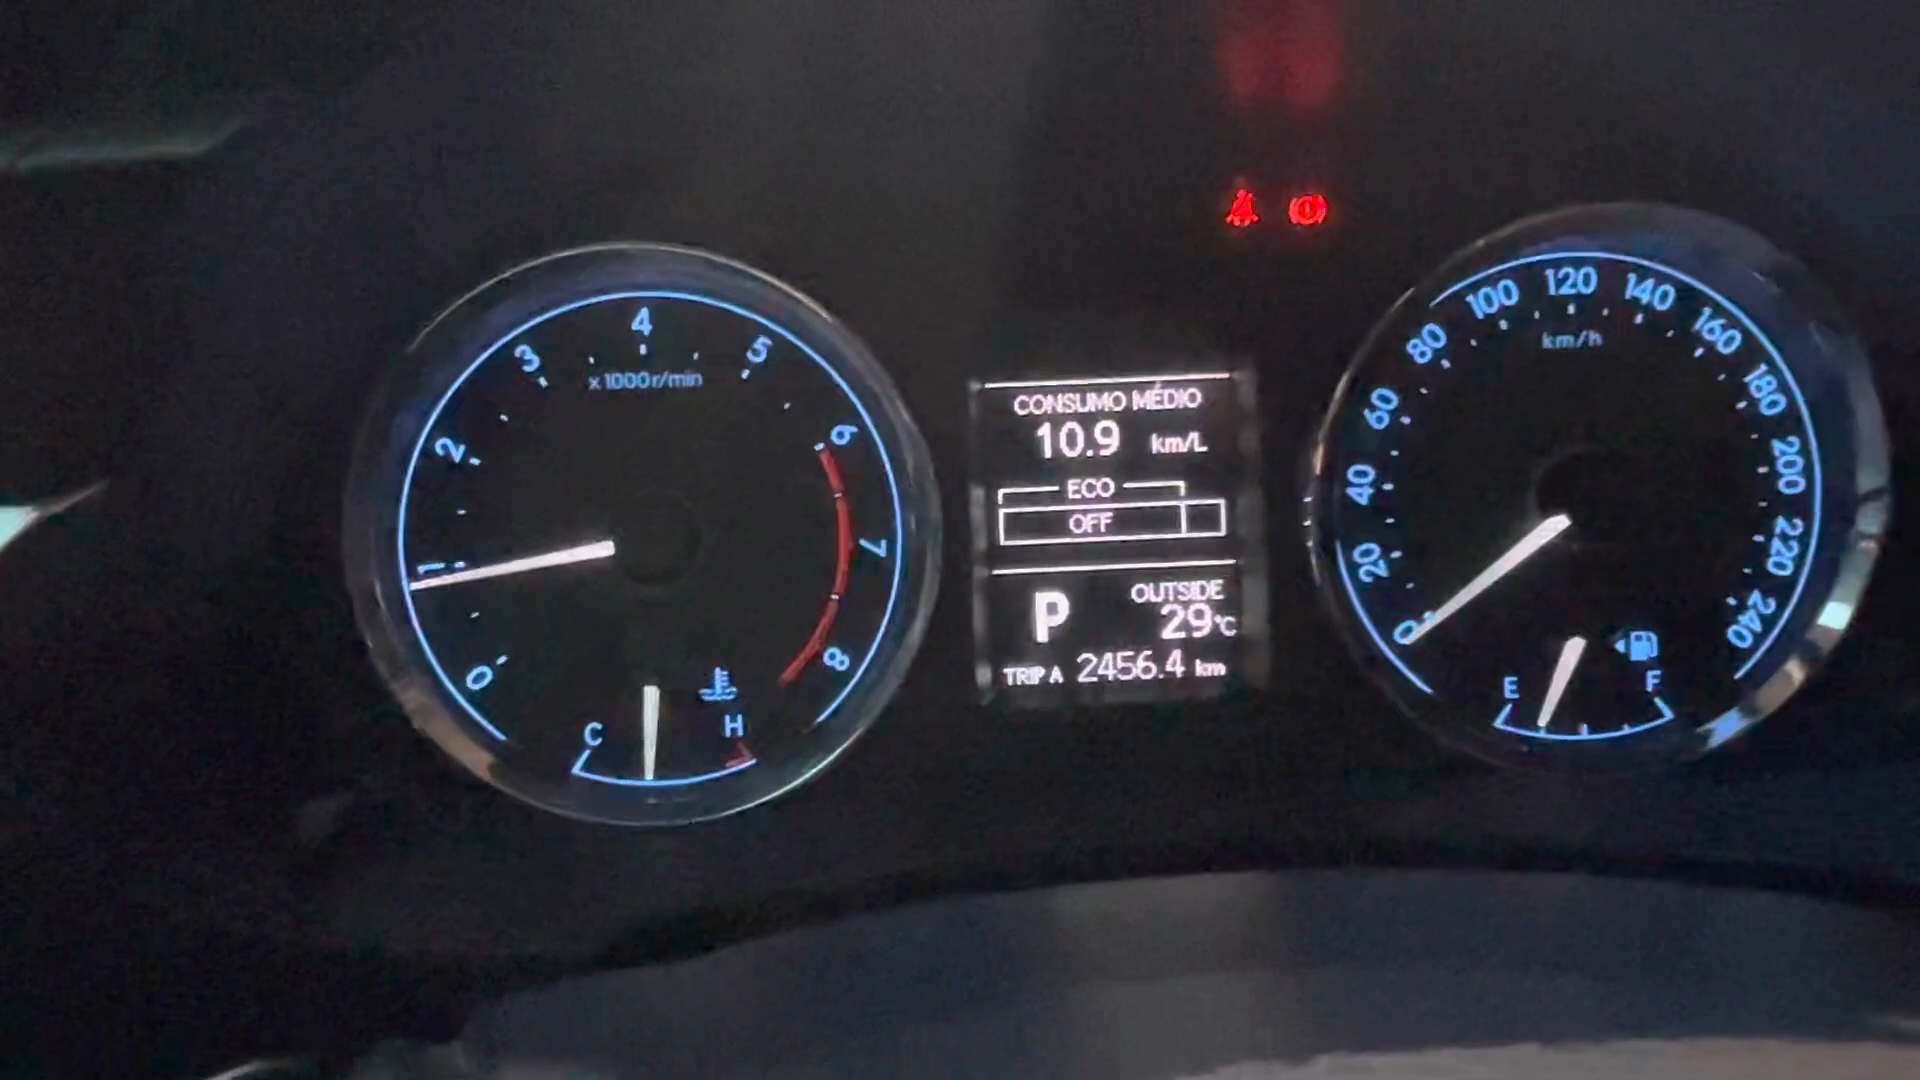 0
1
2
3
4
5
6
7
8
x1000r/min
C
H
CONSUMO MÉDIO
10.9 km/L
ECO
OFF
P
OUTSIDE
29°C
TRIP A 2456.4 km
0
20
40
60
80
100
120
140
160
180
200
220
240
km/h
E
F